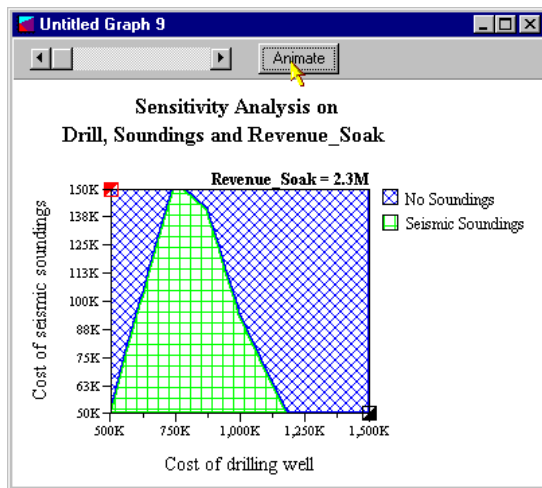 Untitled Graph 9
Animate
Sensitivity Analysis on
Drill, Soundings and Revenue_Soak
Revenue_Soak = 2.3M
No Soundings
Seismic Soundings
Cost of seismic soundings
150K
138K
125K
113K
100K
88K
75K
63K
50K
500K 750K 1,000K 1,250K 1,500K
Cost of drilling well